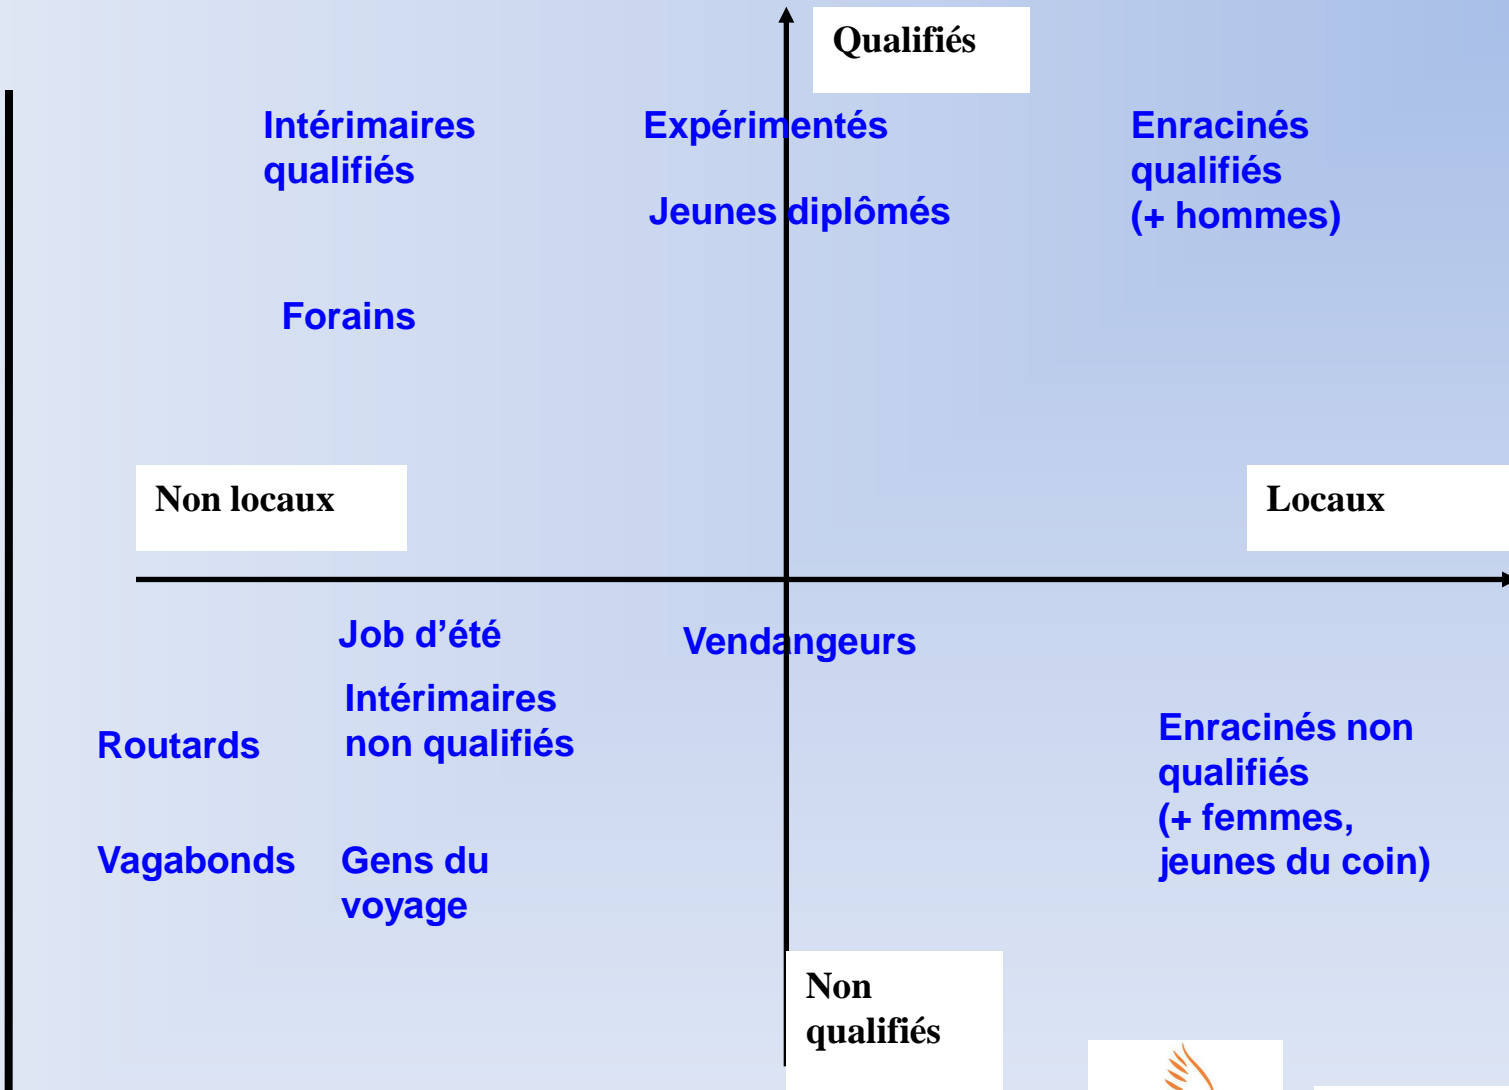 Qualifiés
Intérimaires
qualifiés
Expérimentés
Jeunes diplômés
Enracinés
qualifiés
(+ hommes)
Forains
Non locaux
Locaux
Job d’été
Vendangeurs
Intérimaires
non qualifiés
Routards
Enracinés non
qualifiés
(+ femmes,
jeunes du coin)
Vagabonds
Gens du
voyage
Non
qualifiés